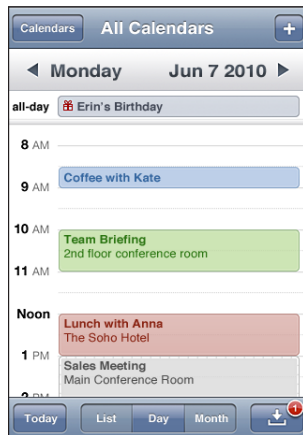 Calendars All Calendars +
Monday Jun 7 2010
all-day Erin's Birthday
8 AM
Coffee with Kate
9 AM
10 AM
Team Briefing
2nd floor conference room
11 AM
Noon
Lunch with Anna
The Soho Hotel
1 PM
Sales Meeting
Main Conference Room
2 PM
Today List Day Month 1